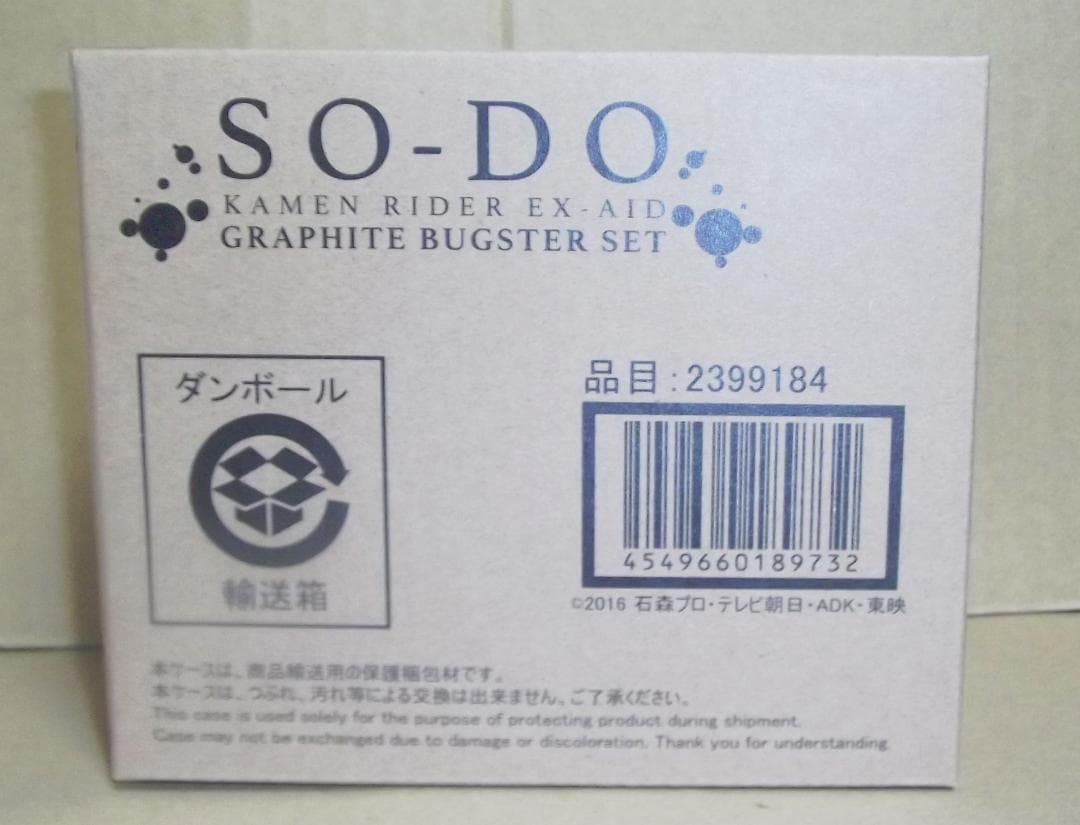 SO-DO
KAMEN RIDER EX-AID
GRAPHITE BUGSTER SET
ダンボール
輸送箱
品目:2399184
4549660189732
©2016 石森プロ・テレビ朝日・ADK・東映
本ケースは、商品輸送用の保護梱包材です。
本ケースは、つぶれ、汚れ等による交換は出来ません。ご了承ください。
This case is used solely for the purpose of protecting product during shipment.
Case may not be exchanged due to damage or discoloration. Thank you for understanding